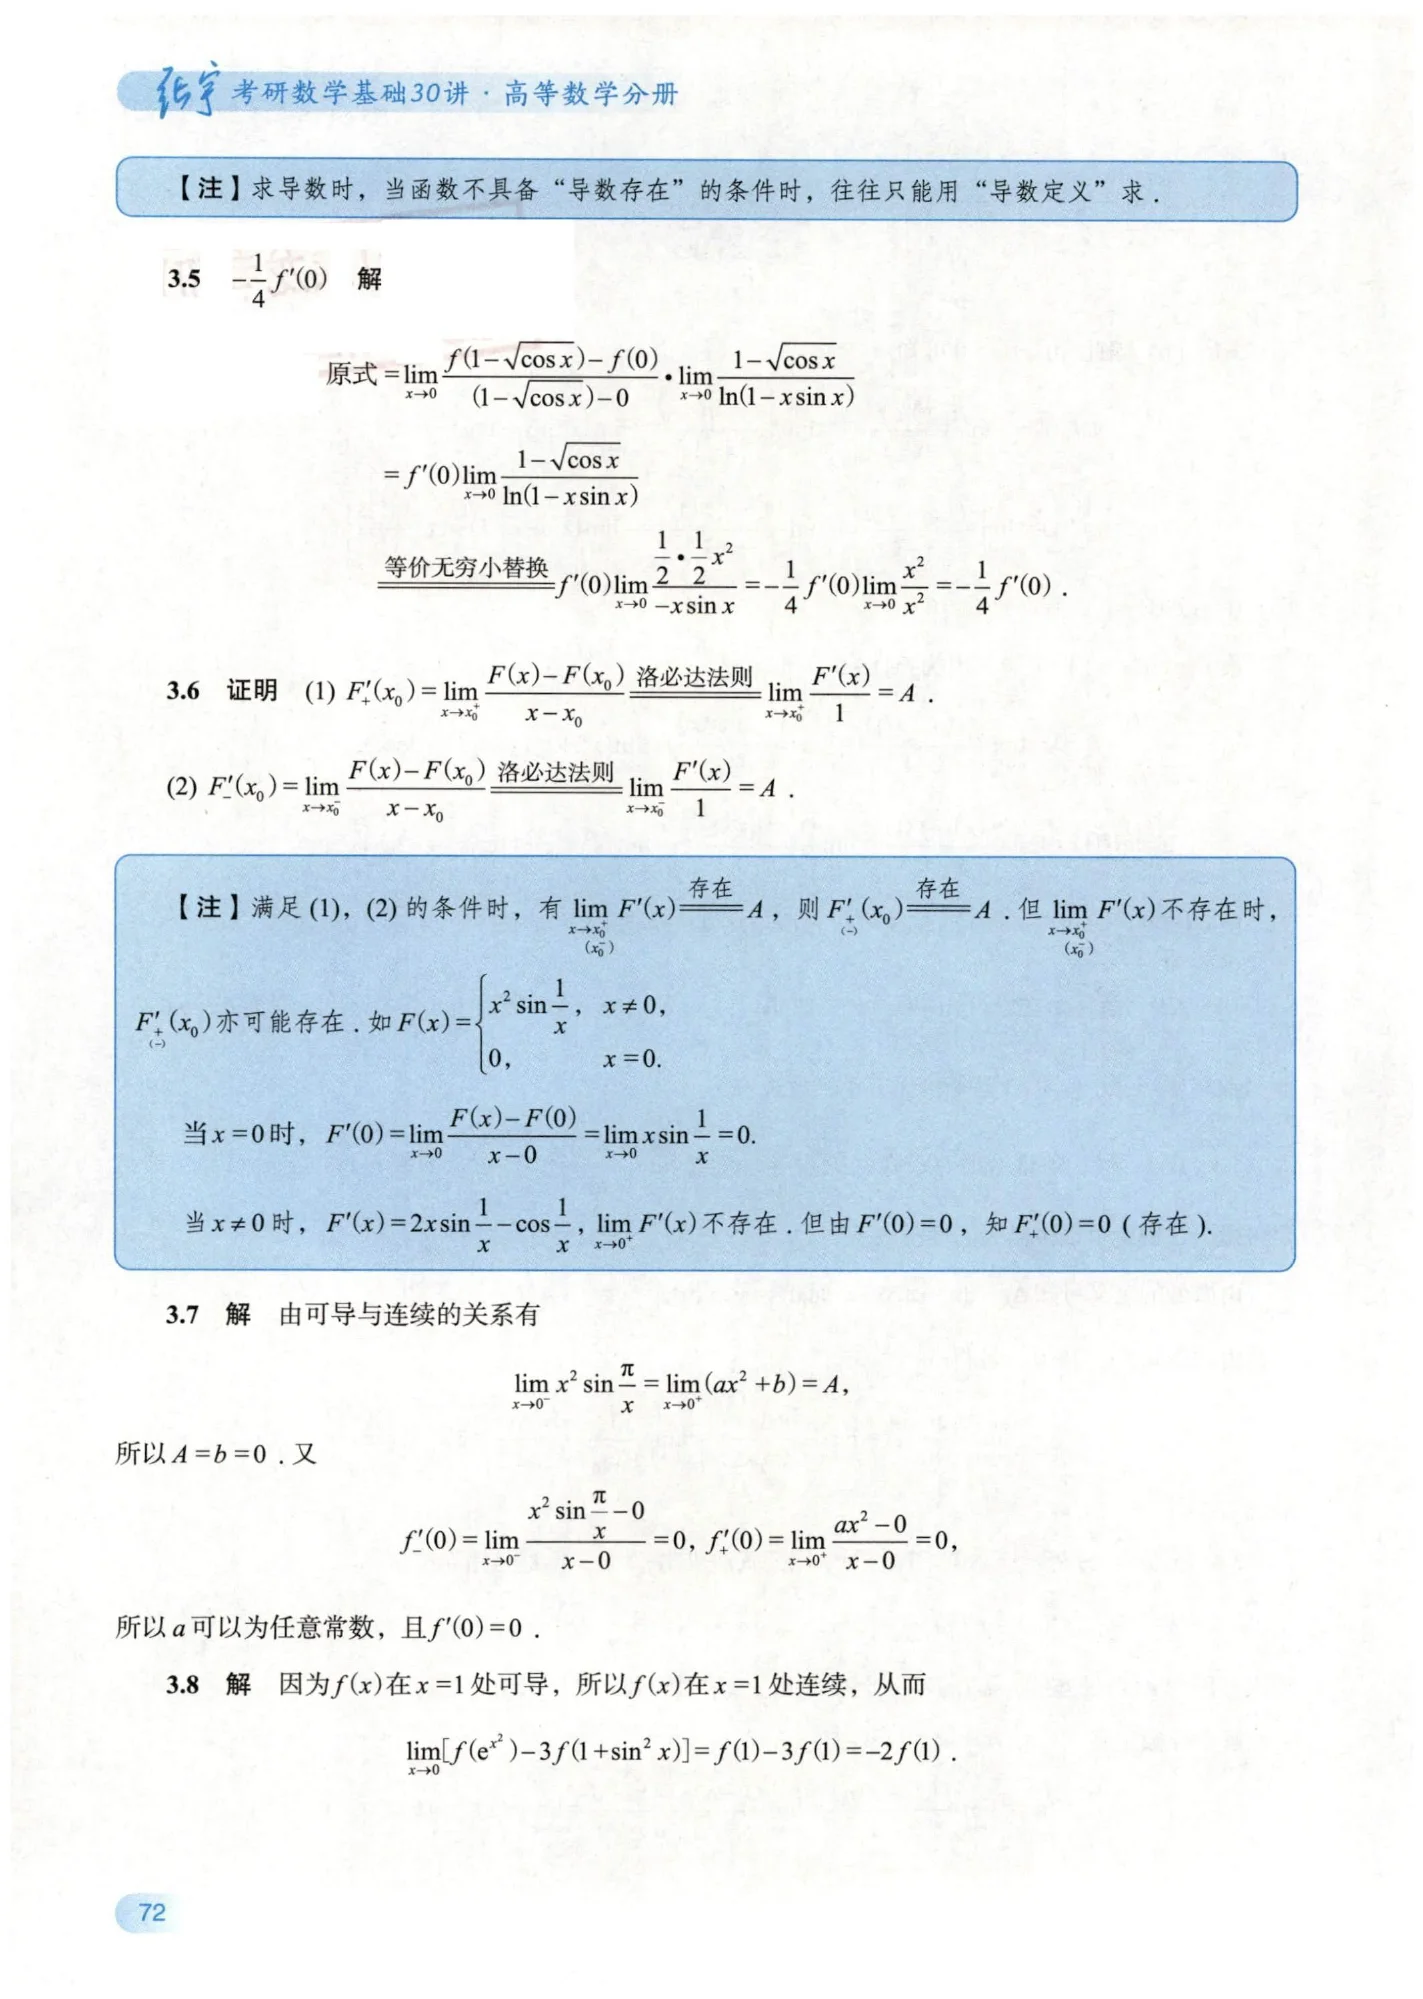 张宇 考研数学基础30讲·高等数学分册
【注】求导数时，当函数不具备“导数存在”的条件时，往往只能用“导数定义”求．
3.5 $-\frac{1}{4}f'(0)$ 解
原式$=\lim_{x\to 0}\frac{f(1-\sqrt{\cos x})-f(0)}{(1-\sqrt{\cos x})-0}\cdot\lim_{x\to 0}\frac{1-\sqrt{\cos x}}{\ln(1-x\sin x)}$
$=f'(0)\lim_{x\to 0}\frac{1-\sqrt{\cos x}}{\ln(1-x\sin x)}$
$\xlongequal{\text{等价无穷小替换}}f'(0)\lim_{x\to 0}\frac{\frac{1}{2}\cdot\frac{1}{2}x^2}{-x\sin x}=-\frac{1}{4}f'(0)\lim_{x\to 0}\frac{x^2}{x^2}=-\frac{1}{4}f'(0)$．
3.6 证明 (1) $F'_+(x_0)=\lim_{x\to x_0^+}\frac{F(x)-F(x_0)}{x-x_0}\xlongequal{\text{洛必达法则}}\lim_{x\to x_0^+}\frac{F'(x)}{1}=A$．
(2) $F'_-(x_0)=\lim_{x\to x_0^-}\frac{F(x)-F(x_0)}{x-x_0}\xlongequal{\text{洛必达法则}}\lim_{x\to x_0^-}\frac{F'(x)}{1}=A$．
【注】满足(1)，(2)的条件时，有$\lim_{\substack{x\to x_0^+\\(x_0^-)}}F'(x)\xlongequal{\text{存在}}A$，则$F'_{\substack{+\\(-)}}(x_0)\xlongequal{\text{存在}}A$．但$\lim_{\substack{x\to x_0^+\\(x_0^-)}}F'(x)$不存在时，
$F'_{\substack{+\\(-)}}(x_0)$亦可能存在．如$F(x)=\begin{cases}x^2\sin\frac{1}{x}, & x\neq 0,\\0, & x=0.\end{cases}$
当$x=0$时，$F'(0)=\lim_{x\to 0}\frac{F(x)-F(0)}{x-0}=\lim_{x\to 0}x\sin\frac{1}{x}=0.$
当$x\neq 0$时，$F'(x)=2x\sin\frac{1}{x}-\cos\frac{1}{x}$，$\lim_{x\to 0^+}F'(x)$不存在．但由$F'(0)=0$，知$F'_+(0)=0$（存在）．
3.7 解 由可导与连续的关系有
$\lim_{x\to 0^-}x^2\sin\frac{\pi}{x}=\lim_{x\to 0^+}(ax^2+b)=A,$
所以$A=b=0$．又
$f'_-(0)=\lim_{x\to 0^-}\frac{x^2\sin\frac{\pi}{x}-0}{x-0}=0, f'_+(0)=\lim_{x\to 0^+}\frac{ax^2-0}{x-0}=0,$
所以$a$可以为任意常数，且$f'(0)=0$．
3.8 解 因为$f(x)$在$x=1$处可导，所以$f(x)$在$x=1$处连续，从而
$\lim_{x\to 0}[f(\mathrm{e}^{x^2})-3f(1+\sin^2 x)]=f(1)-3f(1)=-2f(1)$．
72